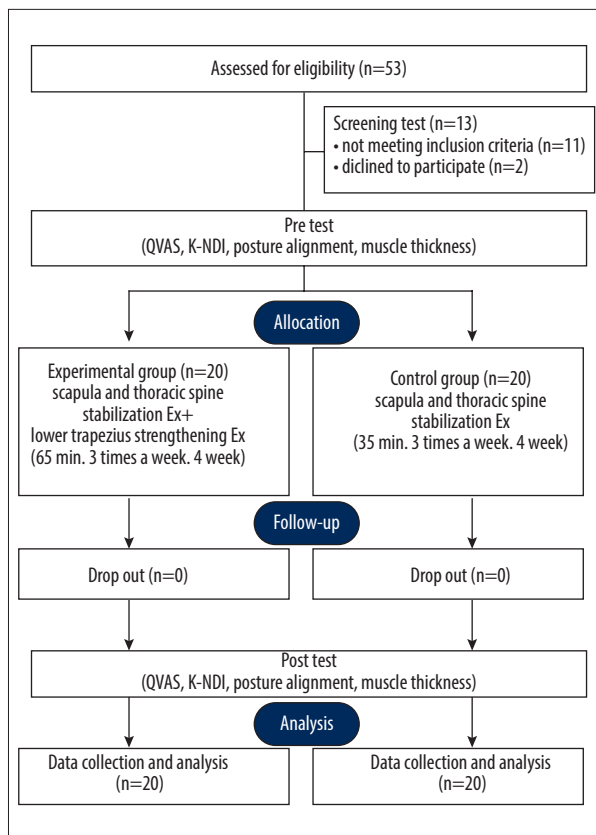 Assessed for eligibility (n=53)
Screening test (n=13)
• not meeting inclusion criteria (n=11)
• diclined to participate (n=2)
Pre test
(QVAS, K-NDI, posture alignment, muscle thickness)
Allocation
Experimental group (n=20)
scapula and thoracic spine
stabilization Ex+
lower trapezius strengthening Ex
(65 min. 3 times a week. 4 week)
Control group (n=20)
scapula and thoracic spine
stabilization Ex
(35 min. 3 times a week. 4 week)
Follow-up
Drop out (n=0)
Drop out (n=0)
Post test
(QVAS, K-NDI, posture alignment, muscle thickness)
Analysis
Data collection and analysis
(n=20)
Data collection and analysis
(n=20)